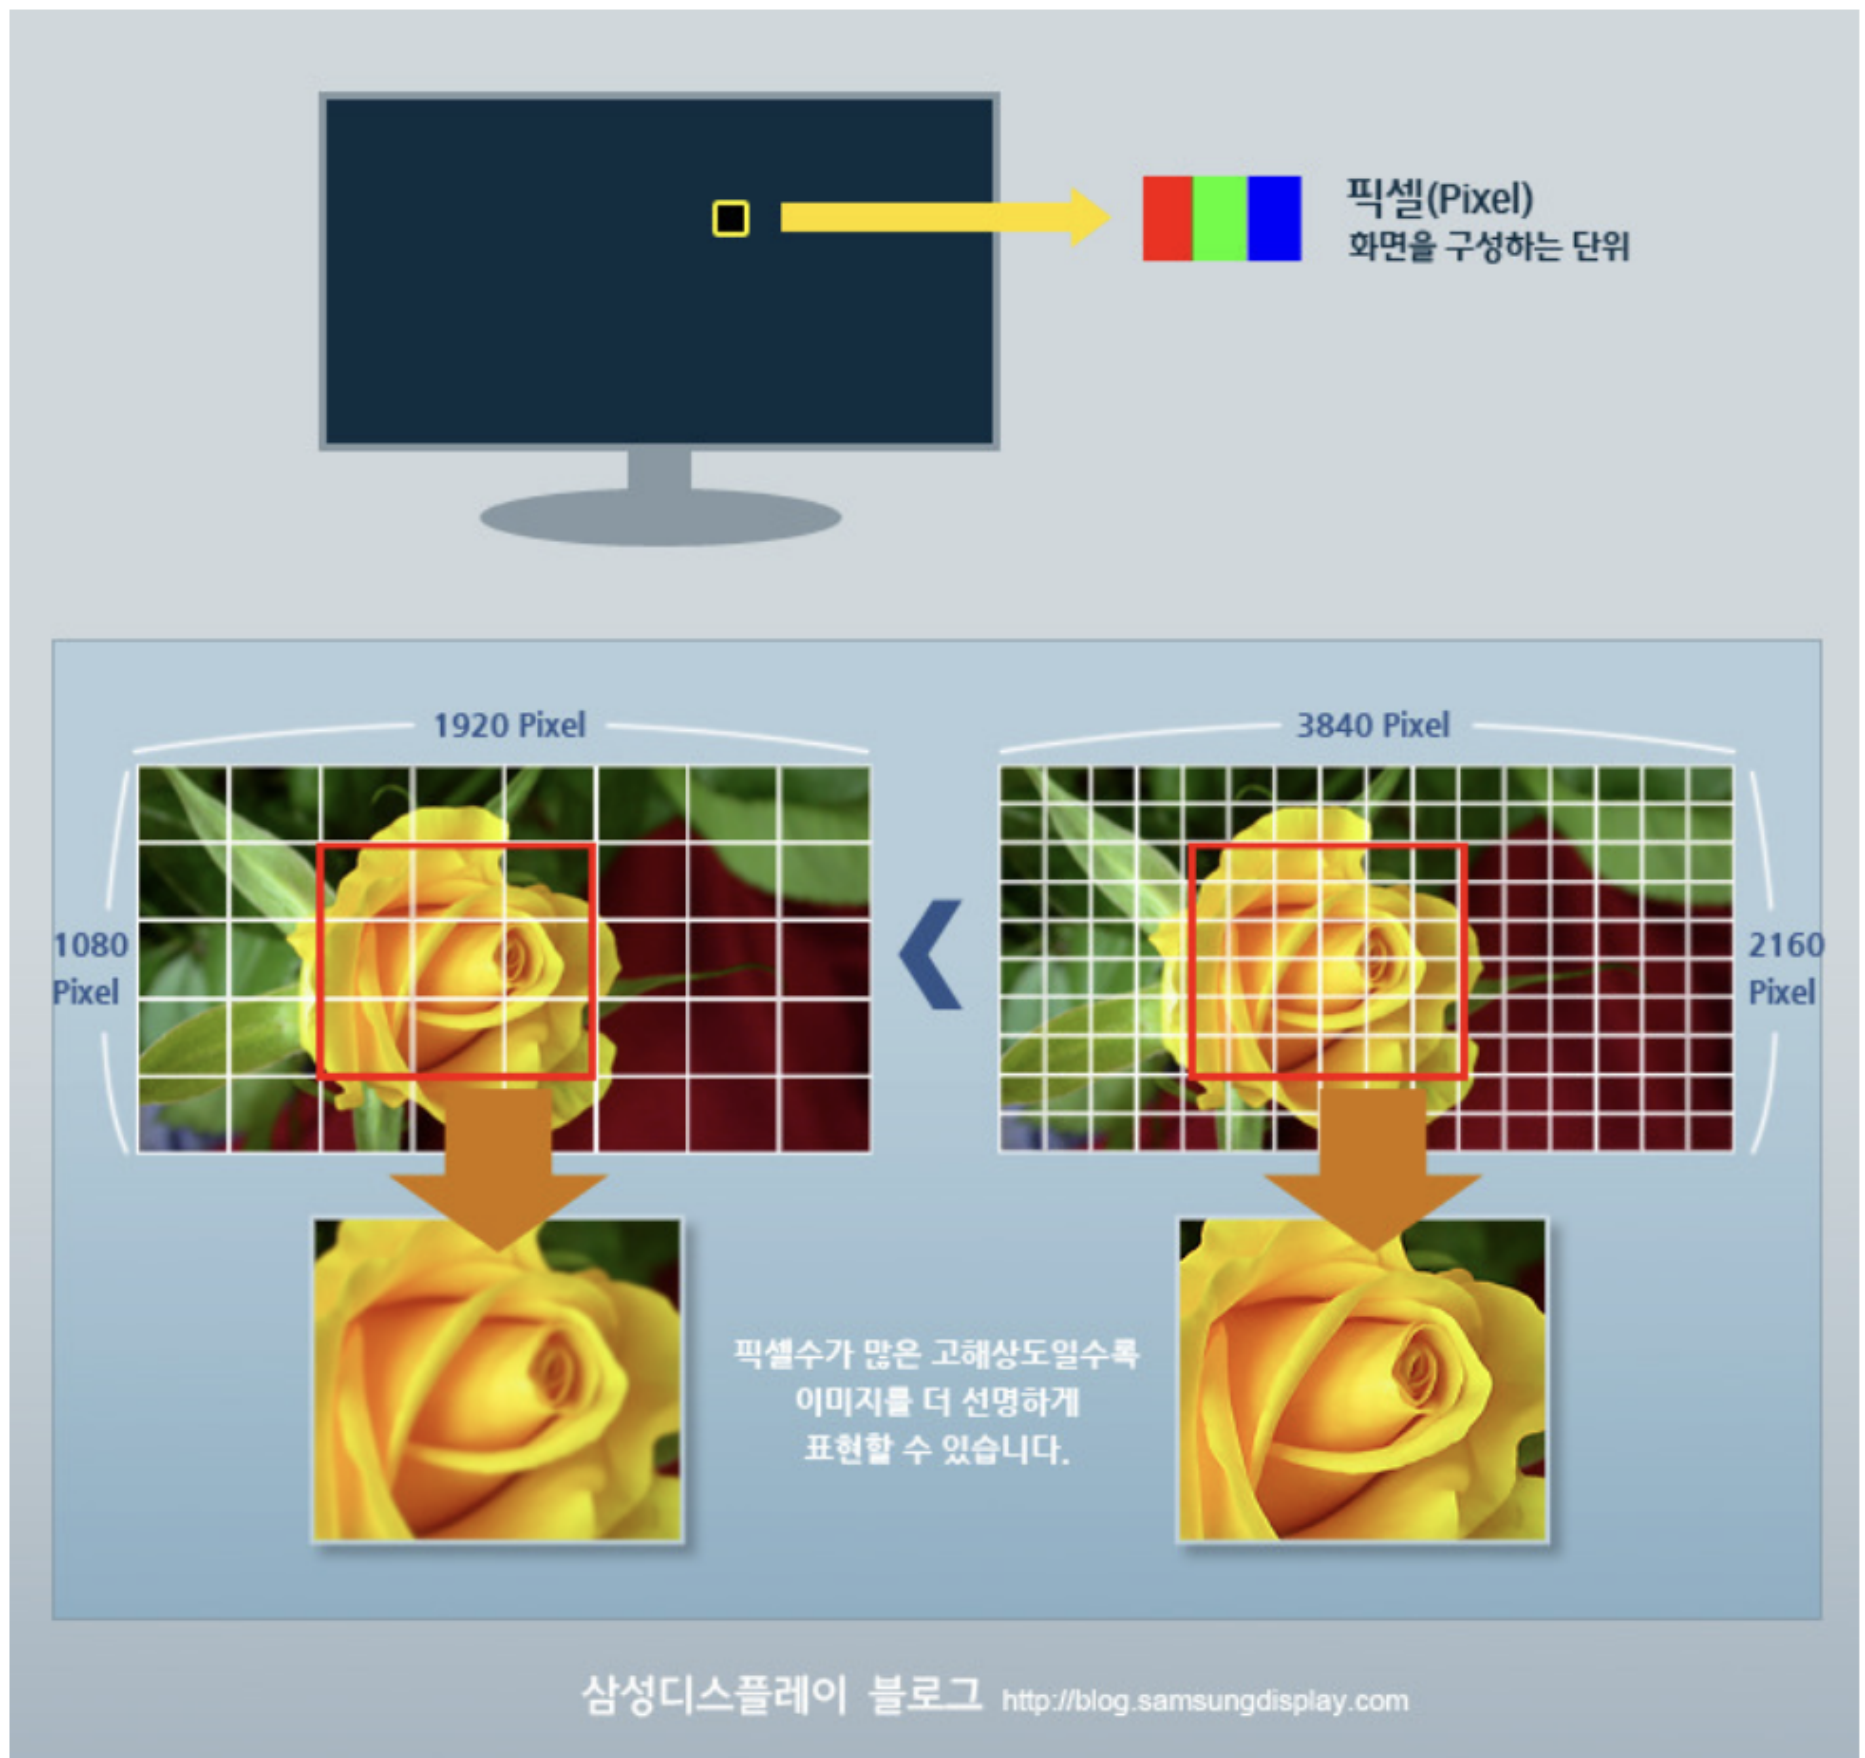 픽셀(Pixel)
화면을 구성하는 단위
1920 Pixel
3840 Pixel
1080
Pixel
2160
Pixel
픽셀수가 많은 고해상도일수록
이미지를 더 선명하게
표현할 수 있습니다.
삼성디스플레이 블로그 http://blog.samsungdisplay.com